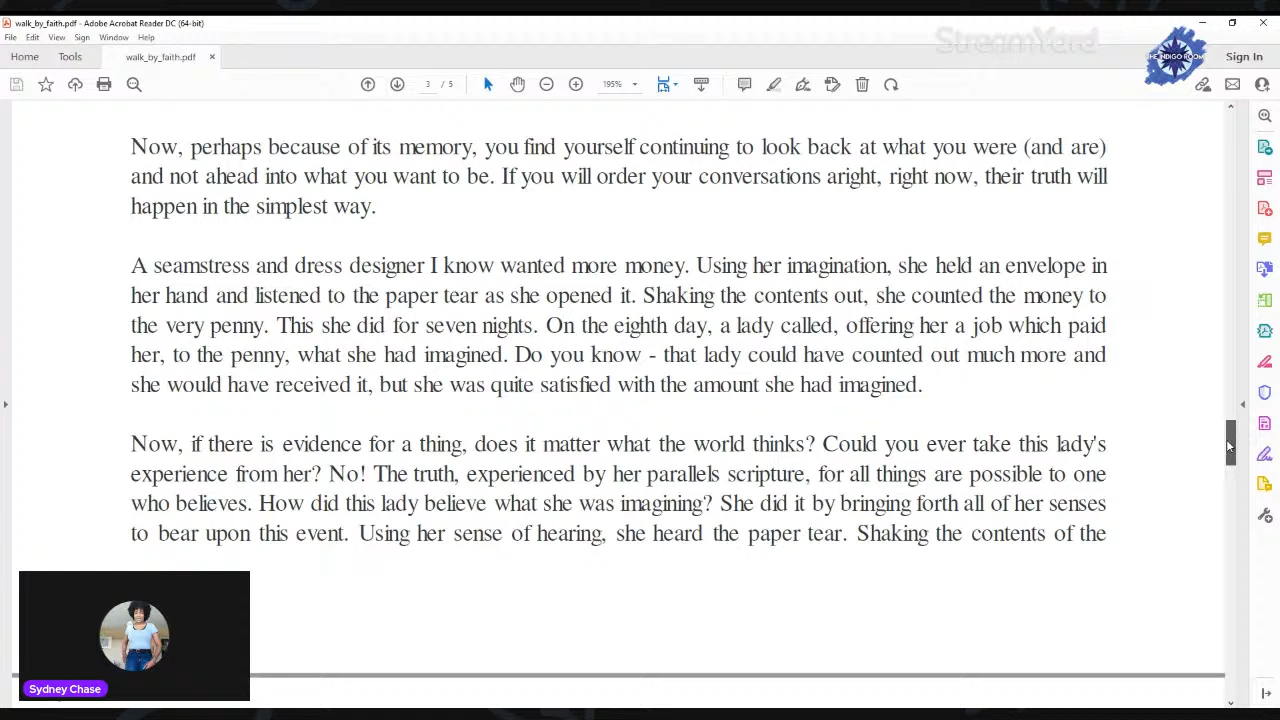 walk_by_faith.pdf - Adobe Acrobat Reader DC (64-bit)
File Edit View Sign Window Help
StreamYard
THE INDIGO ROOM
Home Tools walk_by_faith.pdf × Sign In
3 / 5 195%
Now, perhaps because of its memory, you find yourself continuing to look back at what you were (and are)
and not ahead into what you want to be. If you will order your conversations aright, right now, their truth will
happen in the simplest way.
A seamstress and dress designer I know wanted more money. Using her imagination, she held an envelope in
her hand and listened to the paper tear as she opened it. Shaking the contents out, she counted the money to
the very penny. This she did for seven nights. On the eighth day, a lady called, offering her a job which paid
her, to the penny, what she had imagined. Do you know - that lady could have counted out much more and
she would have received it, but she was quite satisfied with the amount she had imagined.
Now, if there is evidence for a thing, does it matter what the world thinks? Could you ever take this lady's
experience from her? No! The truth, experienced by her parallels scripture, for all things are possible to one
who believes. How did this lady believe what she was imagining? She did it by bringing forth all of her senses
to bear upon this event. Using her sense of hearing, she heard the paper tear. Shaking the contents of the
Sydney Chase